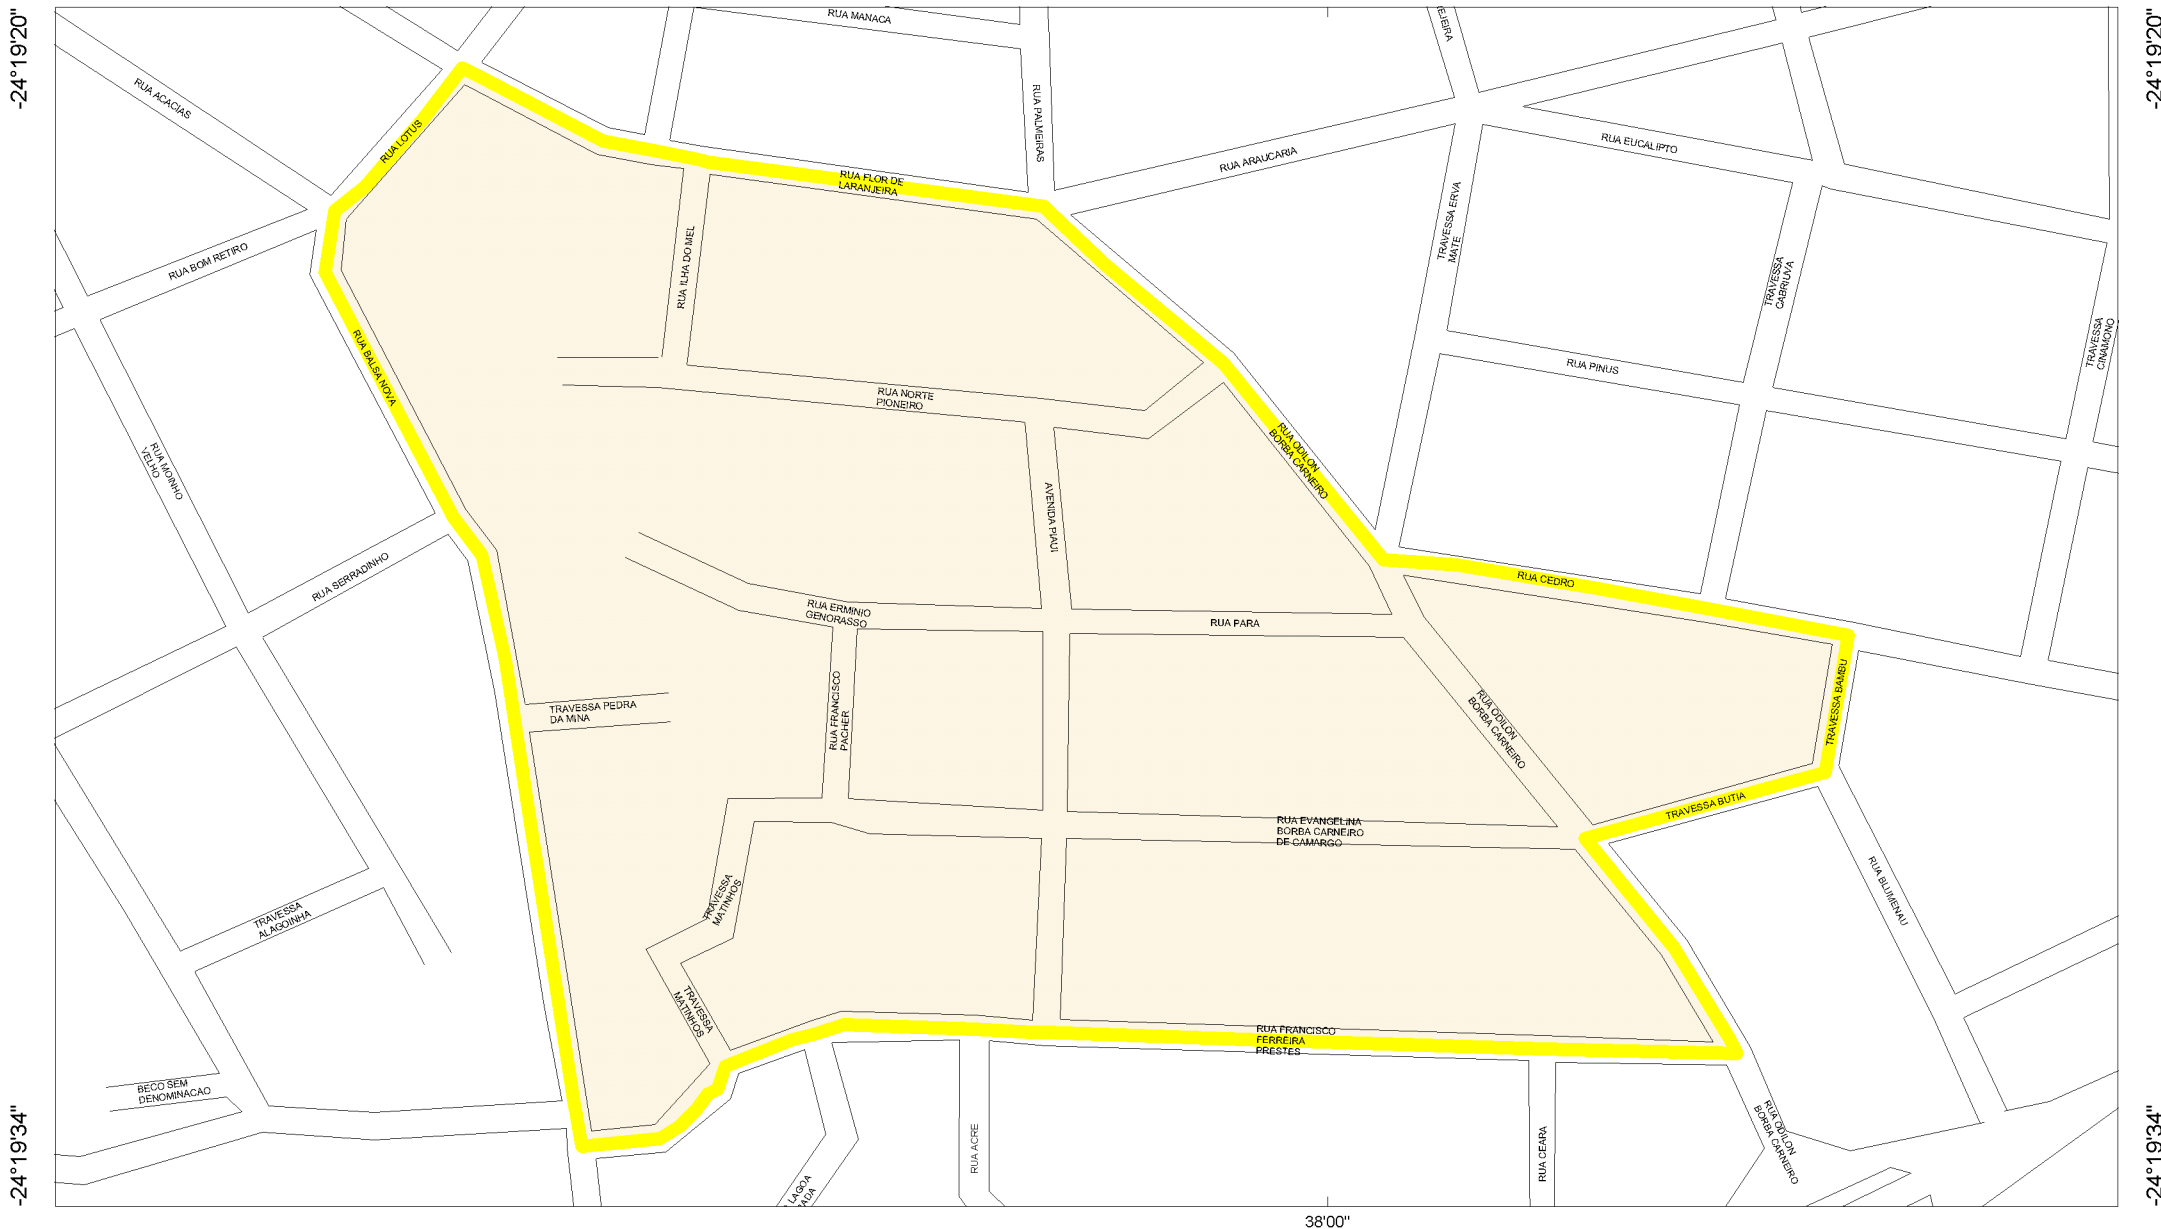 -24°19'20"
-24°19'20"
RUA MANACA
RUA ACACIAS
RUA LOTUS
RUA PALMEIRAS
RUA FLOR DE
LARANJEIRA
RUA ARAUCARIA
RUA EUCALIPTO
RUA BOM RETIRO
RUA ILHA DO MEL
TRAVESSA ERVA
MATE
TRAVESSA
CABRIUVA
TRAVESSA
CINAMONO
RUA BALSA NOVA
RUA NORTE
PIONEIRO
RUA PINUS
RUA MOINHO
VELHO
RUA ODILON
BORBA CARNEIRO
AVENIDA PIAUI
RUA SERRADINHO
RUA ERMINIO
GENORASSO
RUA PARA
RUA CEDRO
TRAVESSA PEDRA
DA MINA
RUA FRANCISCO
PACHER
RUA ODILON
BORBA CARNEIRO
TRAVESSA BAMBU
TRAVESSA BUTIA
RUA EVANGELINA
BORBA CARNEIRO
DE CAMARGO
TRAVESSA
MATINHOS
RUA BLUMENAU
TRAVESSA
ALAGOINHA
TRAVESSA
MATINHOS
RUA FRANCISCO
FERREIRA
PRESTES
BECO SEM
DENOMINACAO
RUA ACRE
RUA CEARA
RUA ODILON
BORBA CARNEIRO
LAGOA
-24°19'34"
-24°19'34"
38'00"